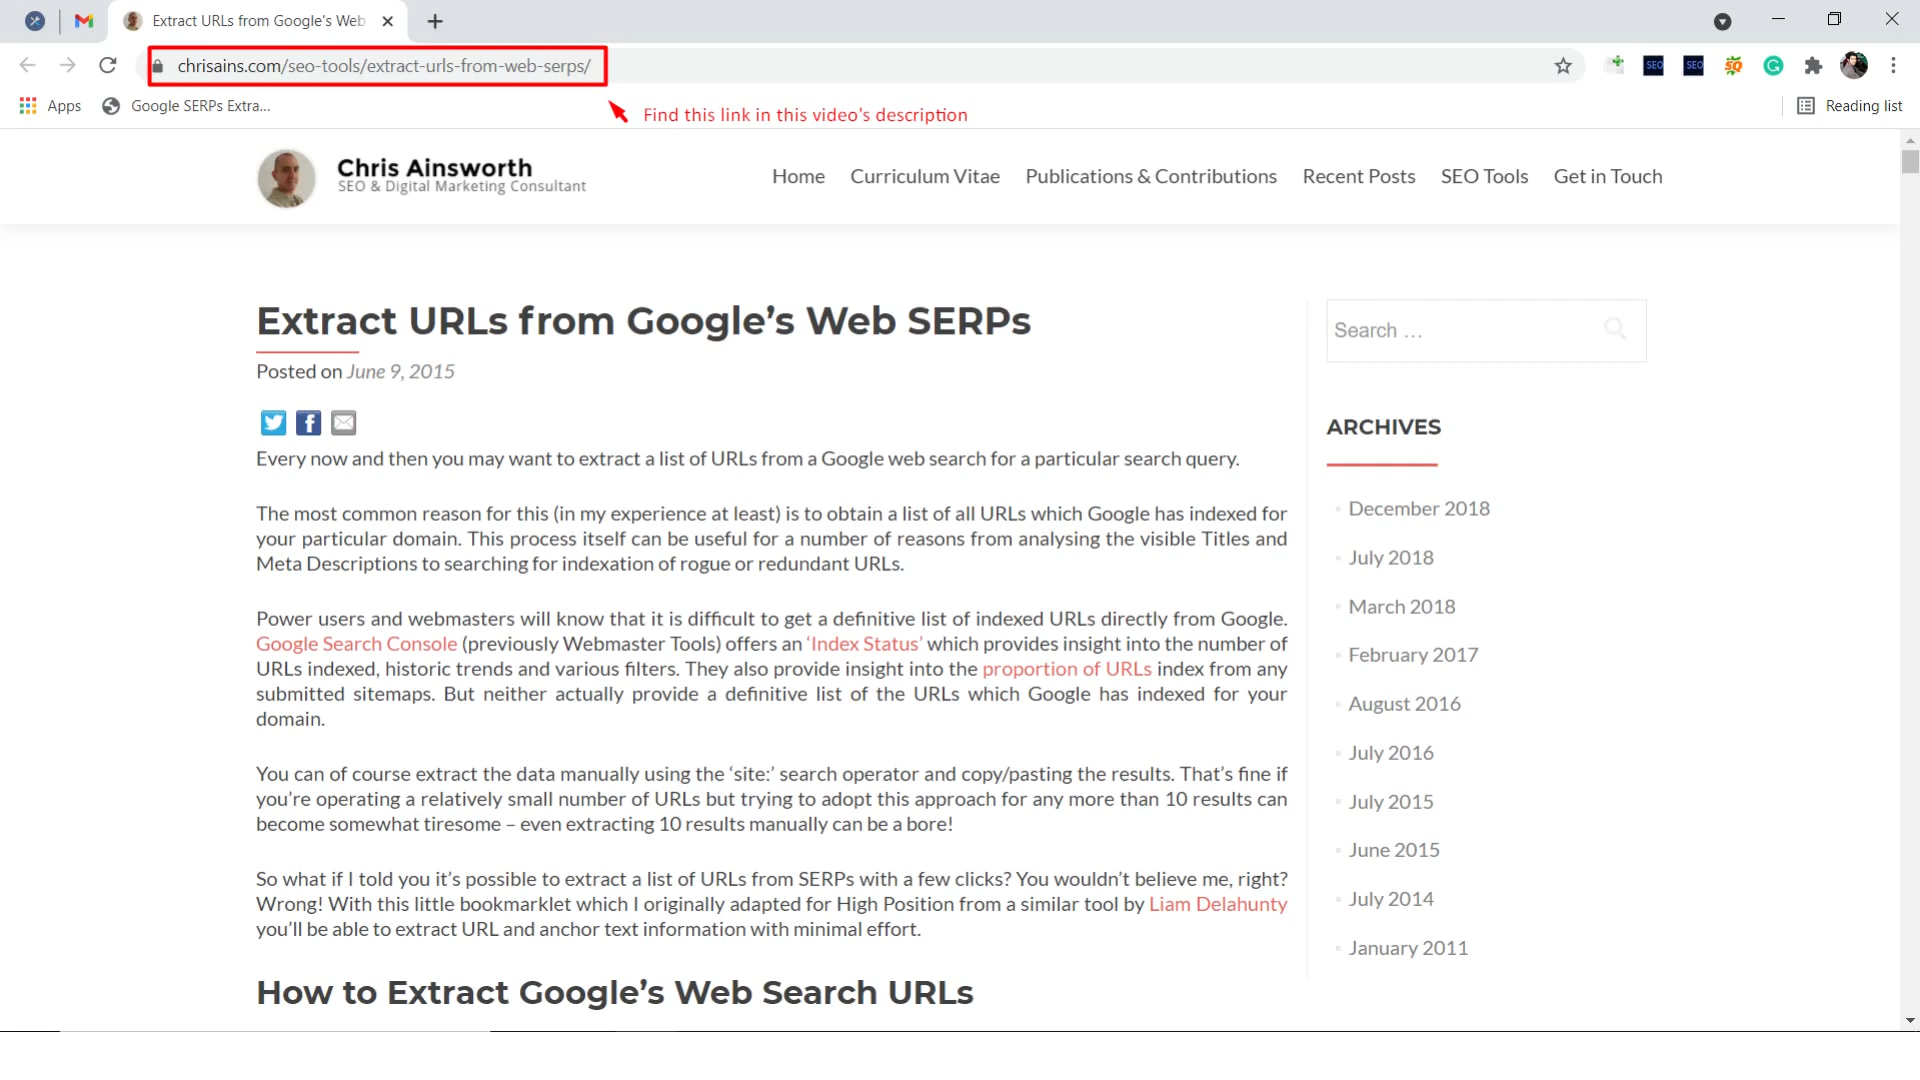 Extract URLs from Google's Web
chrisains.com/seo-tools/extract-urls-from-web-serps/
SEO
SEO
SQ
Apps
Google SERPs Extra...
Find this link in this video's description
Reading list
Chris Ainsworth
SEO & Digital Marketing Consultant
Home
Curriculum Vitae
Publications & Contributions
Recent Posts
SEO Tools
Get in Touch
Extract URLs from Google’s Web SERPs
Posted on June 9, 2015
Every now and then you may want to extract a list of URLs from a Google web search for a particular search query.
The most common reason for this (in my experience at least) is to obtain a list of all URLs which Google has indexed for
your particular domain. This process itself can be useful for a number of reasons from analysing the visible Titles and
Meta Descriptions to searching for indexation of rogue or redundant URLs.
Power users and webmasters will know that it is difficult to get a definitive list of indexed URLs directly from Google.
Google Search Console (previously Webmaster Tools) offers an ‘Index Status’ which provides insight into the number of
URLs indexed, historic trends and various filters. They also provide insight into the proportion of URLs index from any
submitted sitemaps. But neither actually provide a definitive list of the URLs which Google has indexed for your
domain.
You can of course extract the data manually using the ‘site:’ search operator and copy/pasting the results. That’s fine if
you’re operating a relatively small number of URLs but trying to adopt this approach for any more than 10 results can
become somewhat tiresome – even extracting 10 results manually can be a bore!
So what if I told you it’s possible to extract a list of URLs from SERPs with a few clicks? You wouldn’t believe me, right?
Wrong! With this little bookmarklet which I originally adapted for High Position from a similar tool by Liam Delahunty
you’ll be able to extract URL and anchor text information with minimal effort.
How to Extract Google’s Web Search URLs
Search …
ARCHIVES
December 2018
July 2018
March 2018
February 2017
August 2016
July 2016
July 2015
June 2015
July 2014
January 2011